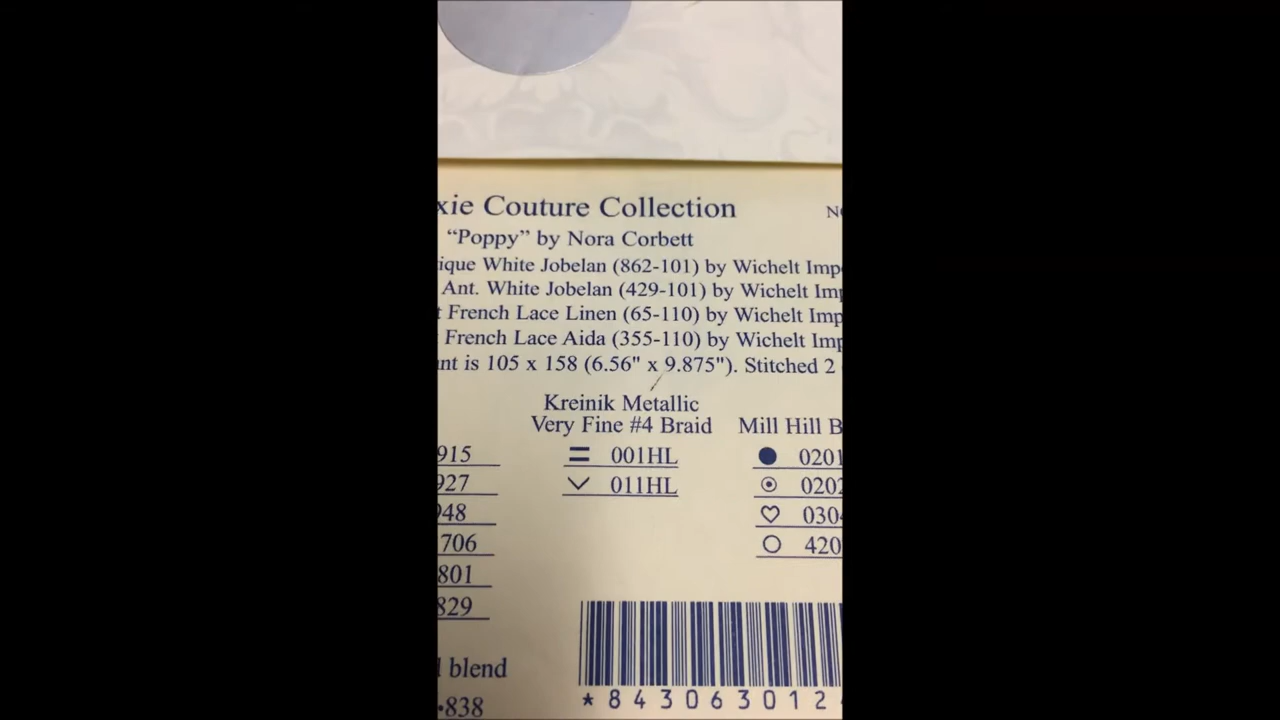 xie Couture Collection
"Poppy" by Nora Corbett
ique White Jobelan (862-101) by Wichelt Imp
Ant. White Jobelan (429-101) by Wichelt Imp
t French Lace Linen (65-110) by Wichelt Imp
French Lace Aida (355-110) by Wichelt Imp
nt is 105 x 158 (6.56" x 9.875"). Stitched 2
Kreinik Metallic
Very Fine #4 Braid Mill Hill B
915 001HL 0201
927 011HL 0202
948 030
706 420
801
829
blend
838
*843063012